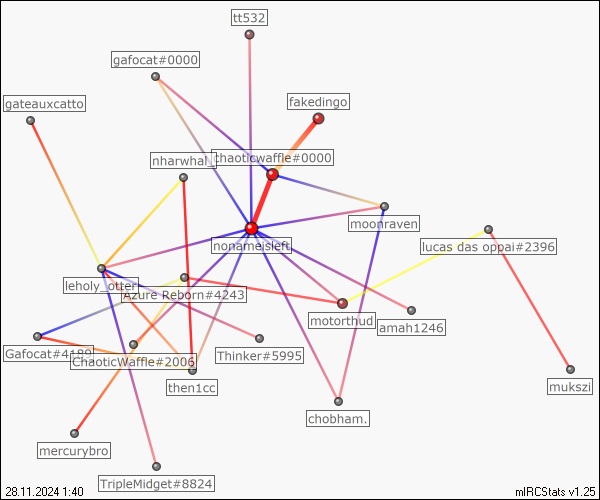 tt532
gafocat#0000
gateauxcatto
fakedingo
nharwhal_
chaoticwaffle#0000
moonraven
nonameisleft
lucas das oppai#2396
leholy_otter
Azure Reborn#4243
motorthud
amah1246
Gafocat#4189
ChaoticWaffle#2006
Thinker#5995
then1cc
mukszi
chobham.
mercurybro
TripleMidget#8824
28.11.2024 1:40
mIRCStats v1.25